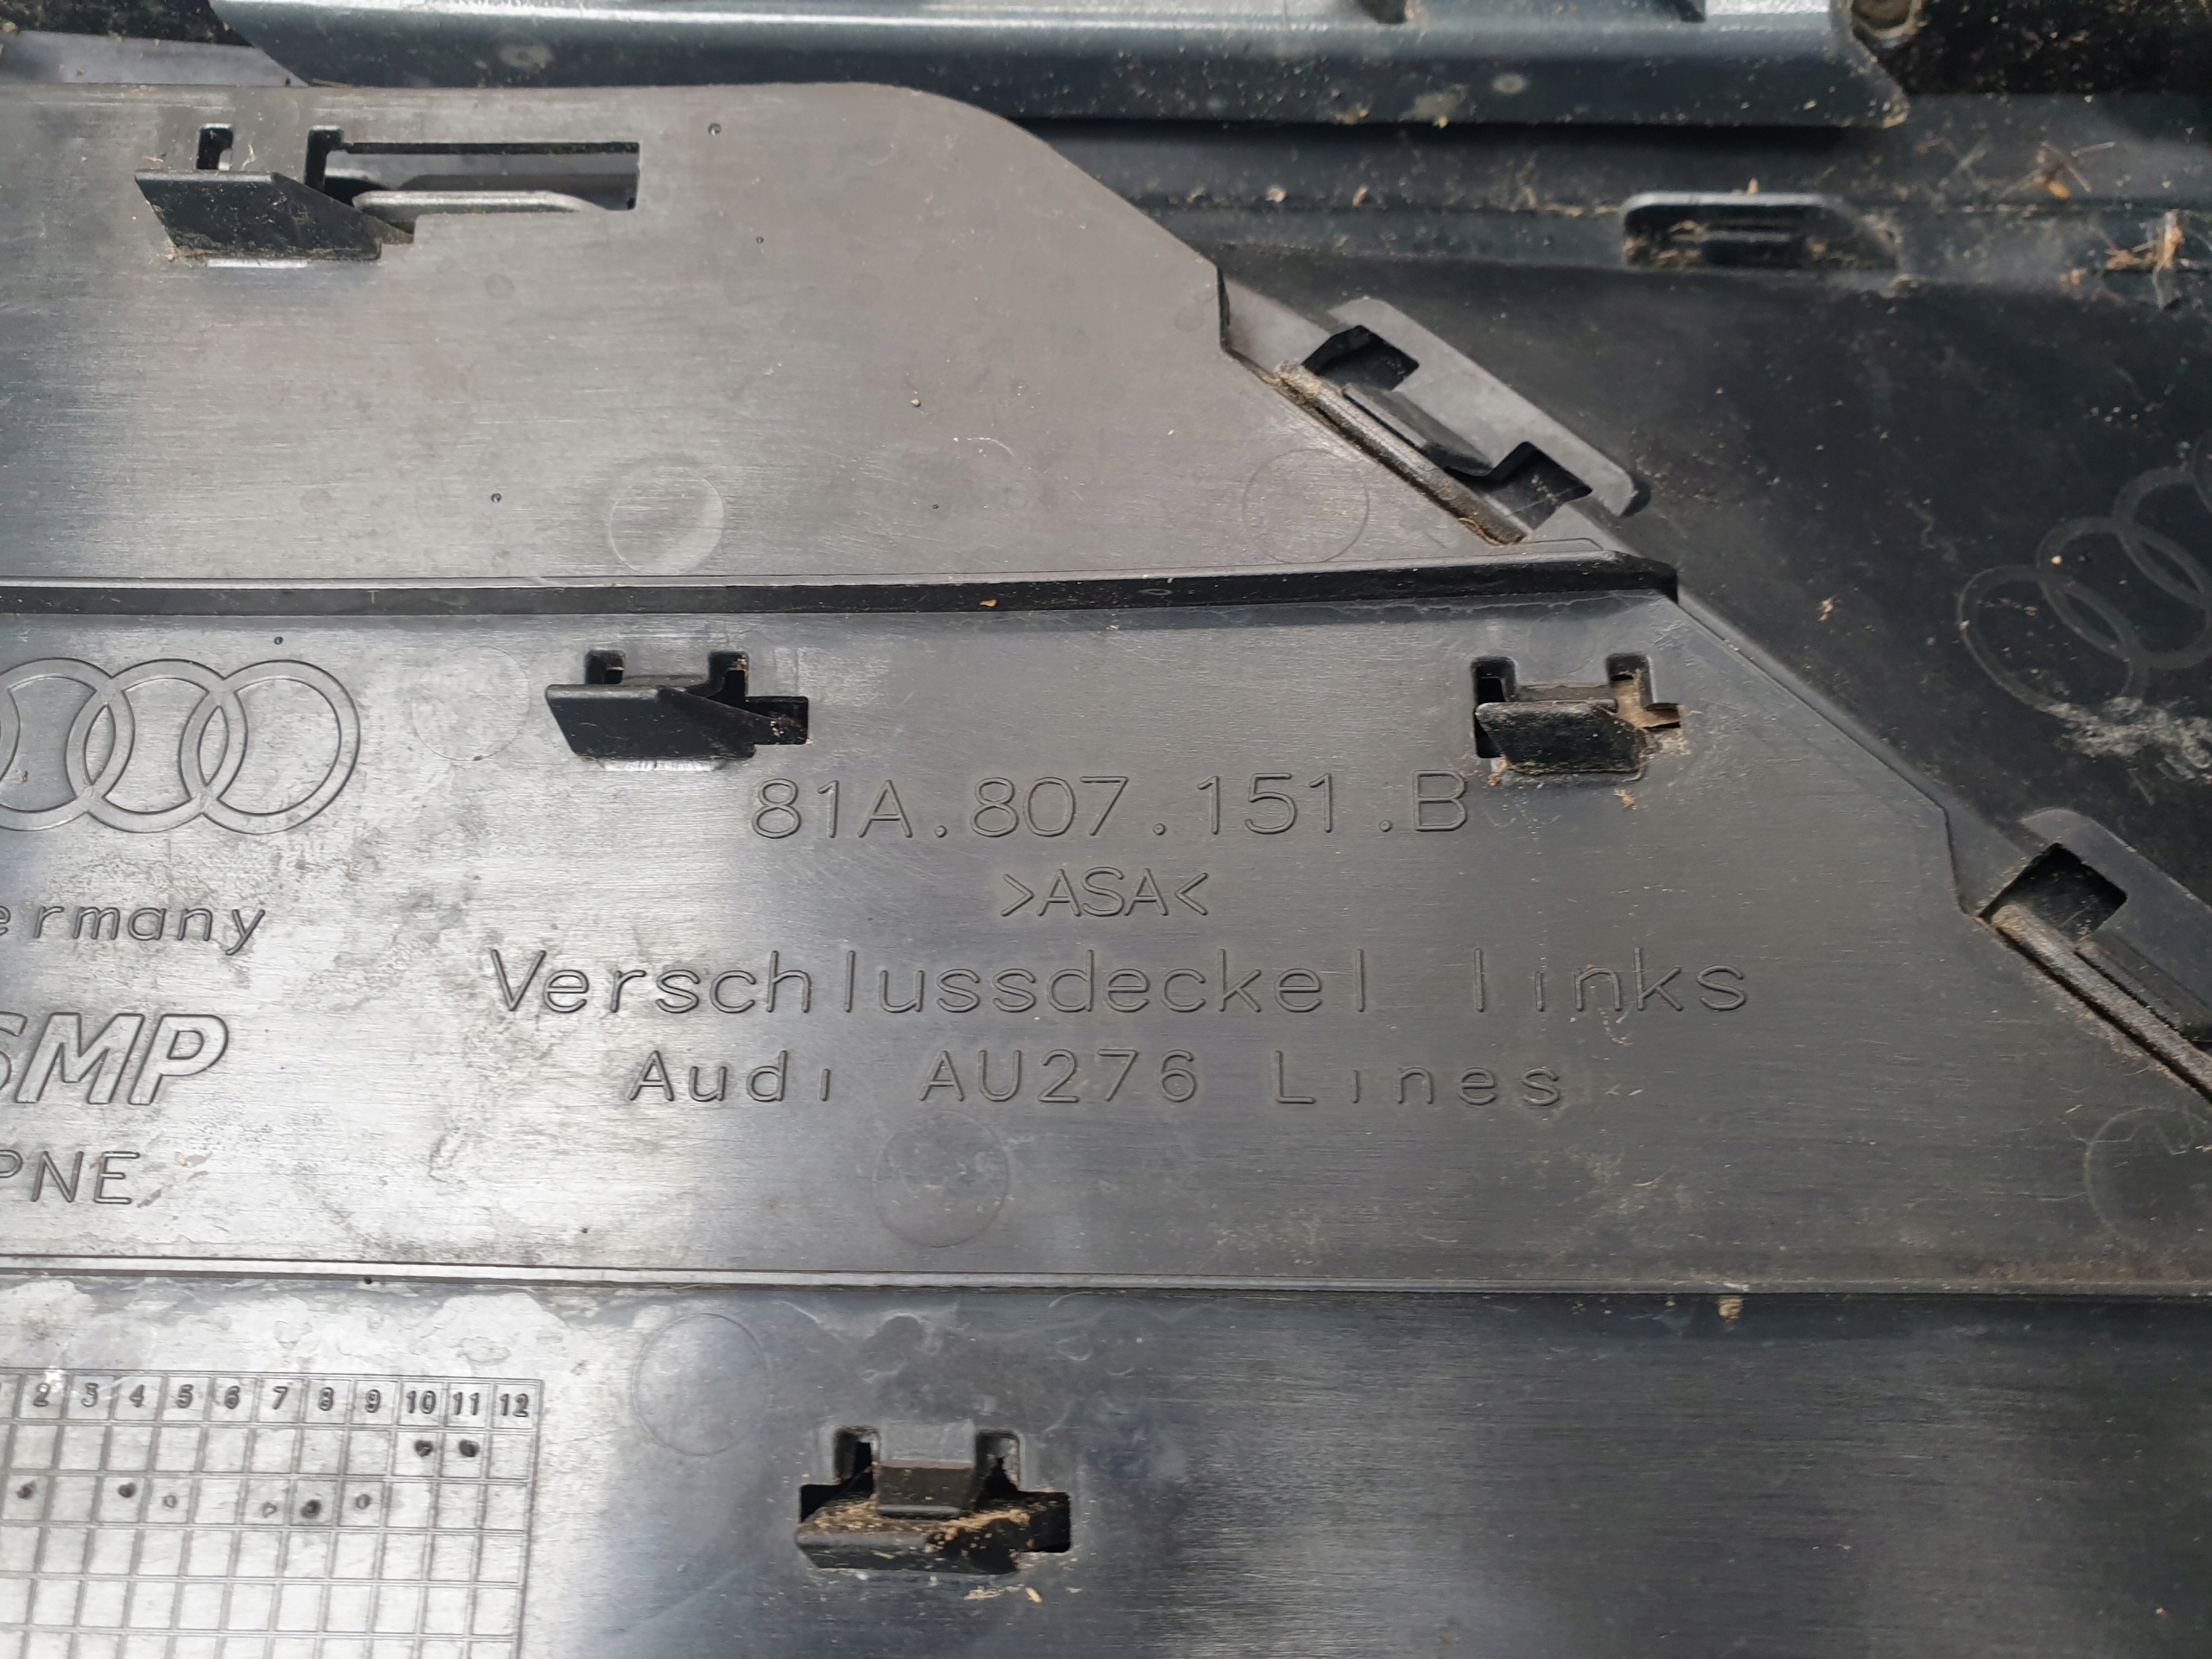 81A.807.151.B
>ASA<
ermany
Verschlussdeckel links
SMP
Audi AU276 Lines
PNE
2 3 4 5 6 7 8 9 10 11 12